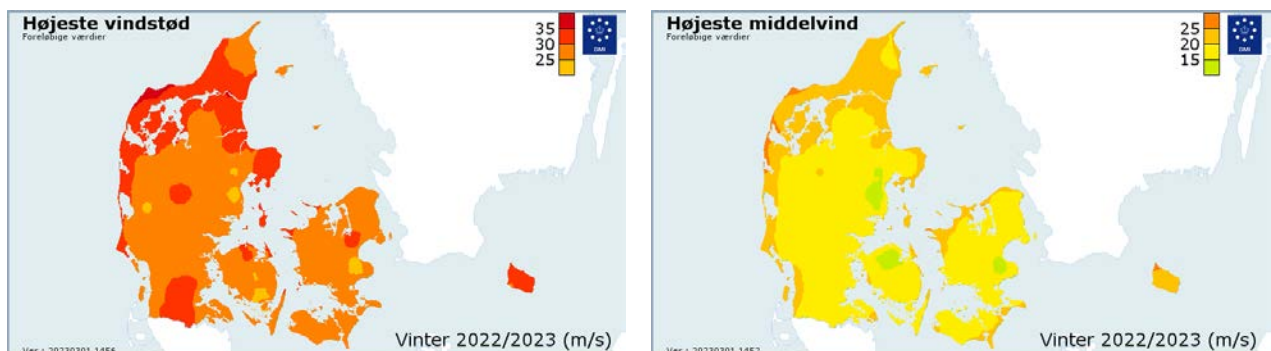 Højeste vindstød
Foreløbige værdier
35
30
25
DMI
Vinter 2022/2023 (m/s)
Højeste middelvind
Foreløbige værdier
25
20
15
DMI
Vinter 2022/2023 (m/s)